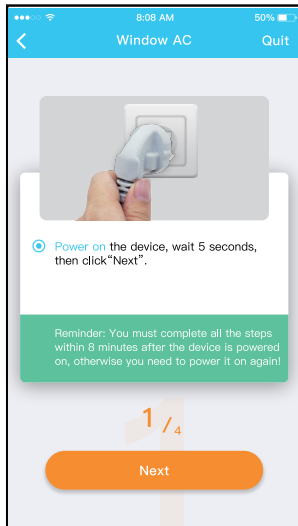 8:08 AM
50%
Window AC
Quit
Power on the device, wait 5 seconds,
then click“Next”.
Reminder: You must complete all the steps
within 8 minutes after the device is powered
on, otherwise you need to power it on again!
1/4
Next